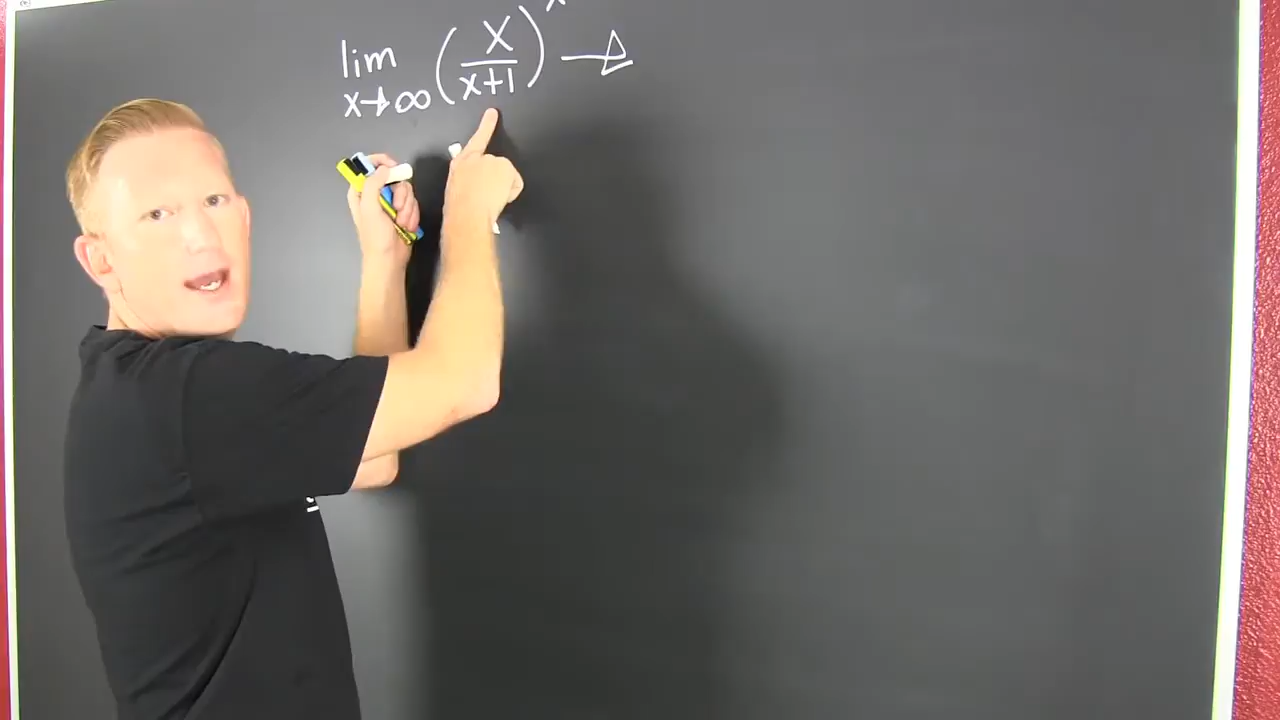 lim x→∞ (x/x+1)^x →